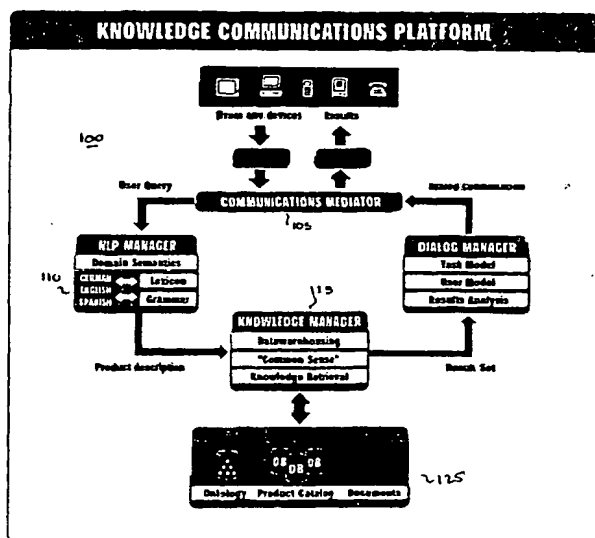 KNOWLEDGE COMMUNICATIONS PLATFORM
From any devices Results
100
User Query
COMMUNICATIONS MEDIATOR
105
NLP MANAGER
Domain Semantics
GERMAN
ENGLISH
SPANISH
Lexicon
Grammar
110
DIALOG MANAGER
Task Model
User Model
Results Analysis
115
KNOWLEDGE MANAGER
Datawarehousing
"Common Sense"
Knowledge Retrieval
Product description
Result Set
DB DB DB
Ontology Product Catalog Documents
125